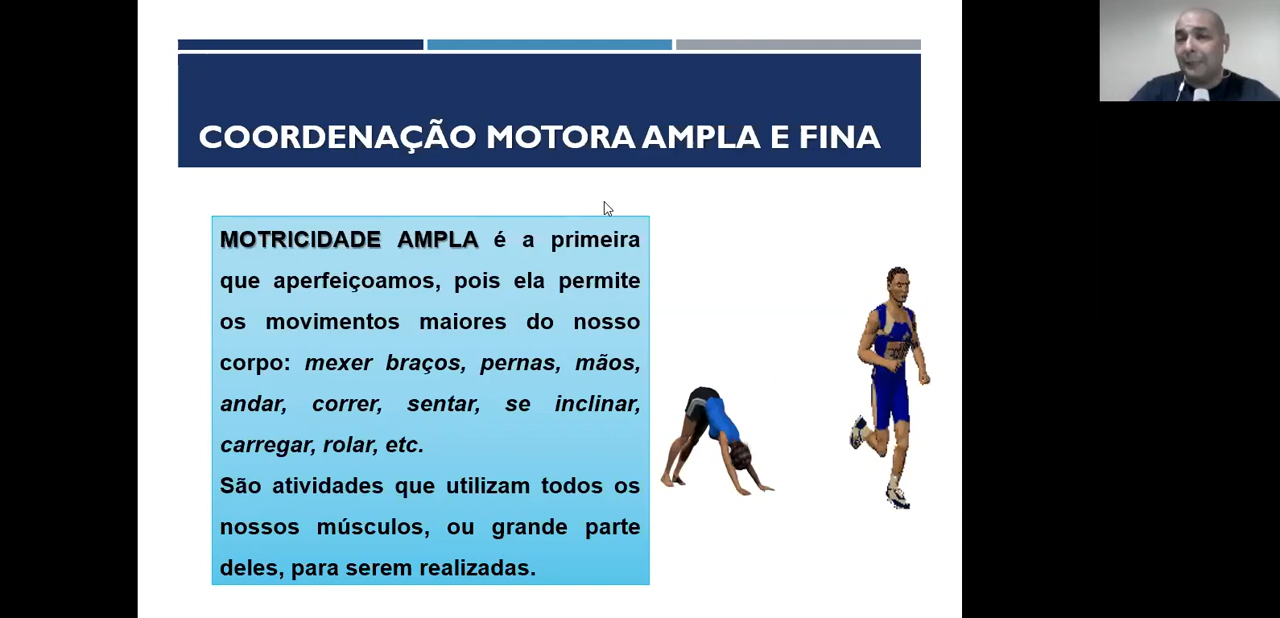 COORDENAÇÃO MOTORA AMPLA E FINA
MOTRICIDADE AMPLA é a primeira
que aperfeiçoamos, pois ela permite
os movimentos maiores do nosso
corpo: mexer braços, pernas, mãos,
andar, correr, sentar, se inclinar,
carregar, rolar, etc.
São atividades que utilizam todos os
nossos músculos, ou grande parte
deles, para serem realizadas.